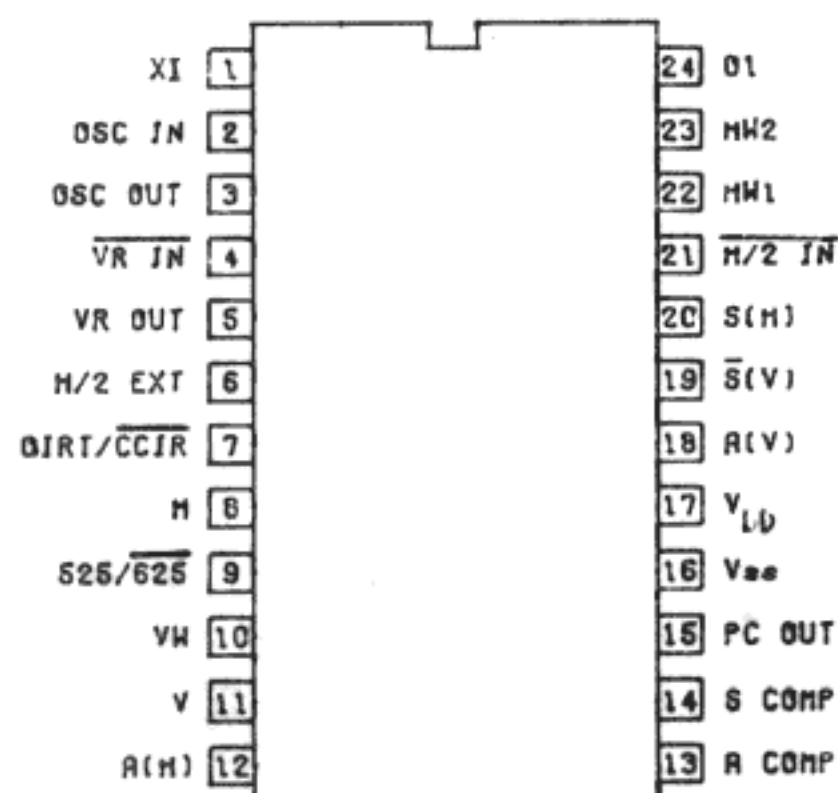 XI 1
OSC IN 2
OSC OUT 3
VR IN 4
VR OUT 5
H/2 EXT 6
OIRT/CCIR 7
H 8
525/625 9
VW 10
V 11
A(H) 12
24 O1
23 HW2
22 HW1
21 H/2 IN
20 S(H)
19 S(V)
18 A(V)
17 VDD
16 Vss
15 PC OUT
14 S COMP
13 A COMP